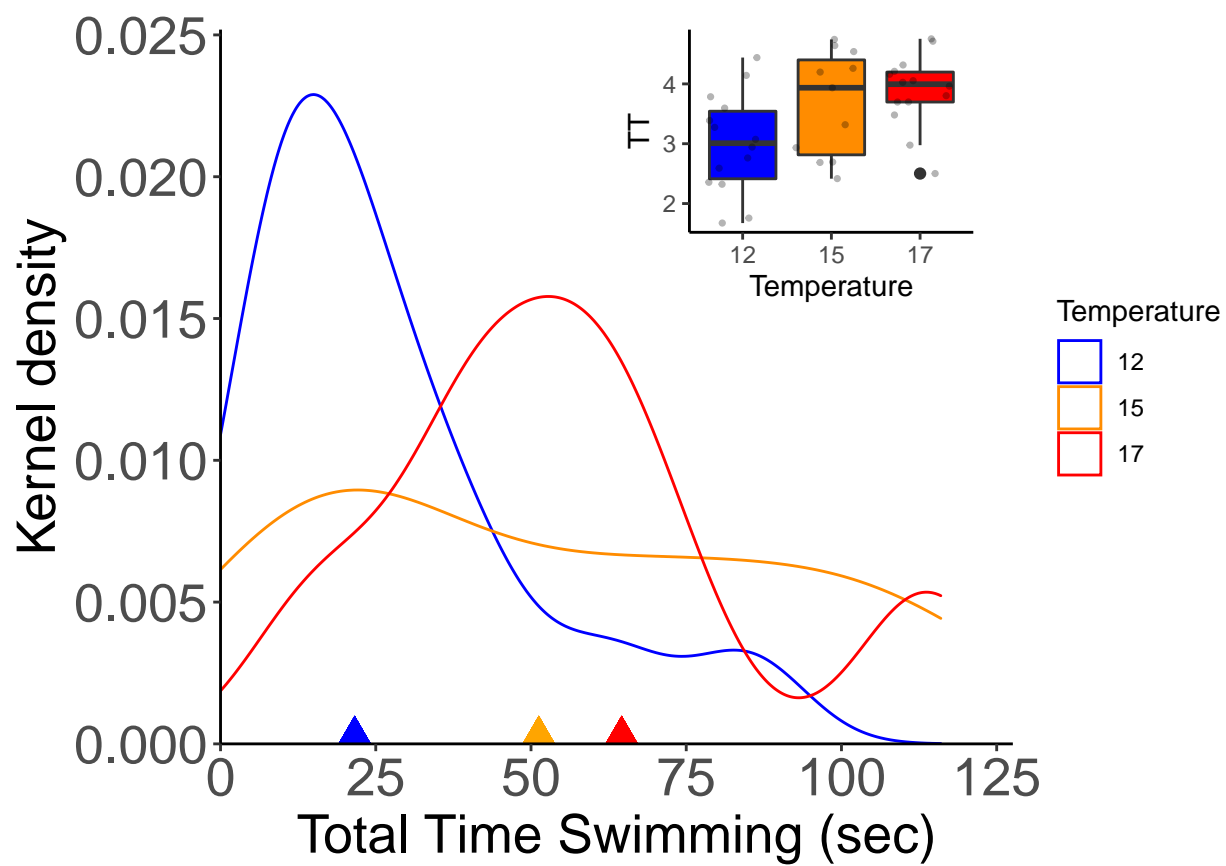 0.025
0.020
0.015
0.010
0.005
0.000
Kernel density
0 25 50 75 100 125
Total Time Swimming (sec)
4
3
2
TT
12 15 17
Temperature
Temperature
12
15
17